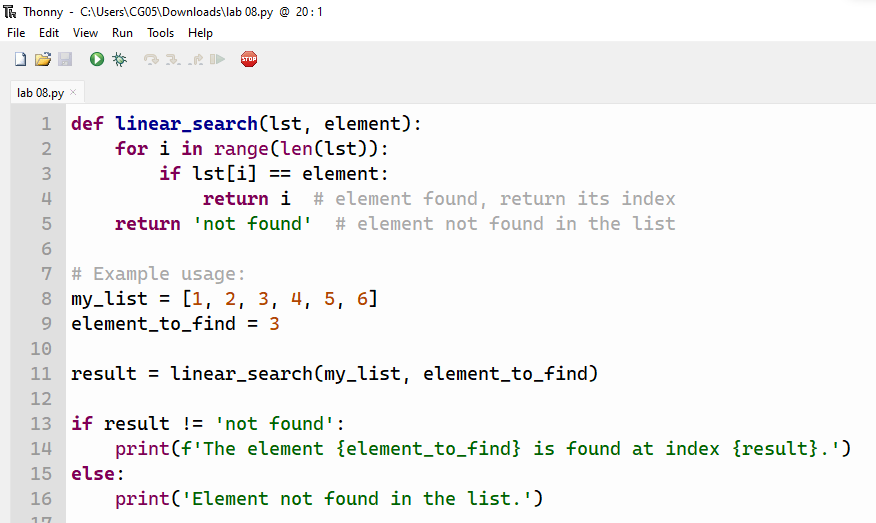 Thonny - C:\Users\CG05\Downloads\lab 08.py @ 20 : 1
File Edit View Run Tools Help
STOP
lab 08.py ×
1 def linear_search(lst, element):
2     for i in range(len(lst)):
3         if lst[i] == element:
4             return i  # element found, return its index
5     return 'not found'  # element not found in the list
6
7 # Example usage:
8 my_list = [1, 2, 3, 4, 5, 6]
9 element_to_find = 3
10
11 result = linear_search(my_list, element_to_find)
12
13 if result != 'not found':
14     print(f'The element {element_to_find} is found at index {result}.')
15 else:
16     print('Element not found in the list.')
17